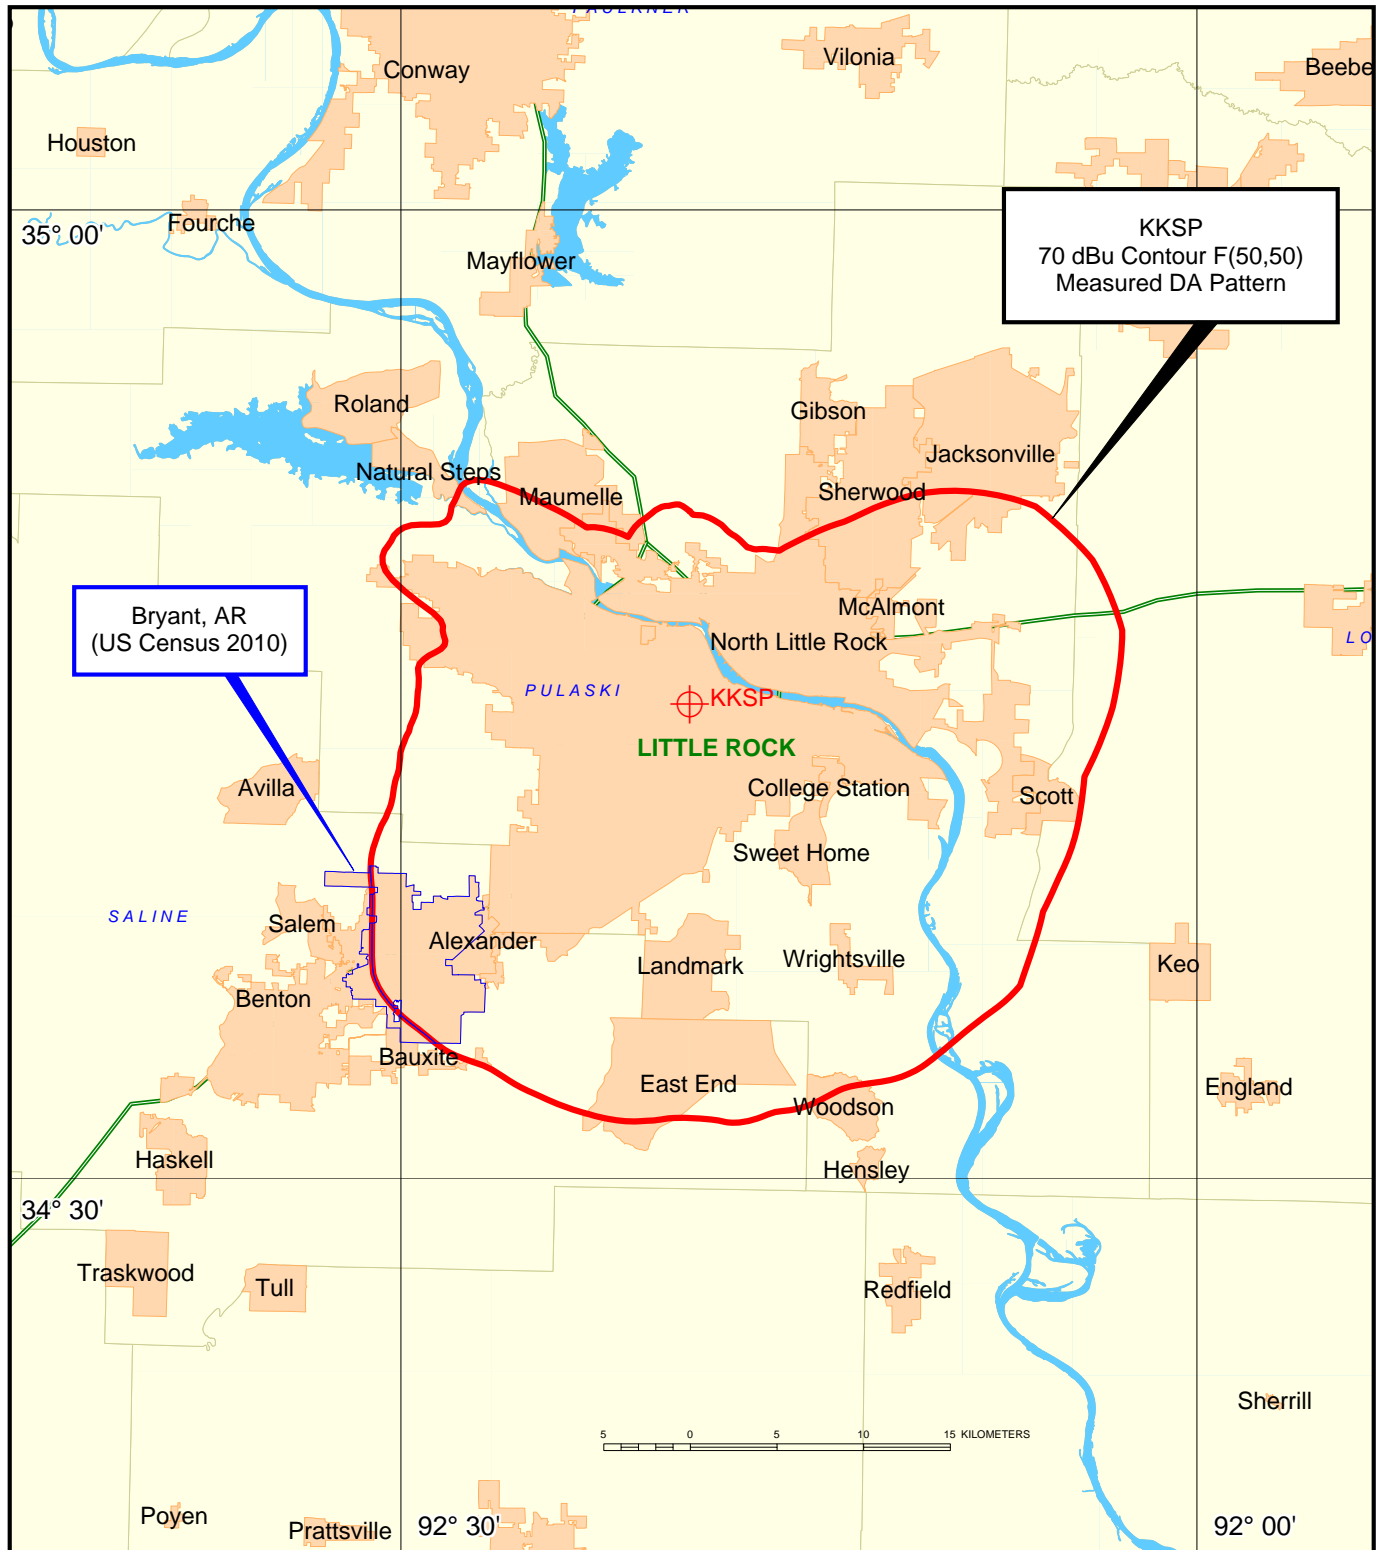 FAULKNER
Conway
Vilonia
Beebe
Houston
Fourche
35° 00'
Mayflower
KKSP
70 dBu Contour F(50,50)
Measured DA Pattern
Roland
Gibson
Jacksonville
Natural Steps
Maumelle
Sherwood
Bryant, AR
(US Census 2010)
McAlmont
North Little Rock
LO
PULASKI
KKSP
LITTLE ROCK
Avilla
College Station
Scott
Sweet Home
SALINE
Salem
Alexander
Landmark
Wrightsville
Keo
Benton
Bauxite
East End
Woodson
England
Haskell
Hensley
34° 30'
Traskwood
Tull
Redfield
Sherrill
5 0 5 10 15 KILOMETERS
Poyen
Prattsville
92° 30'
92° 00'